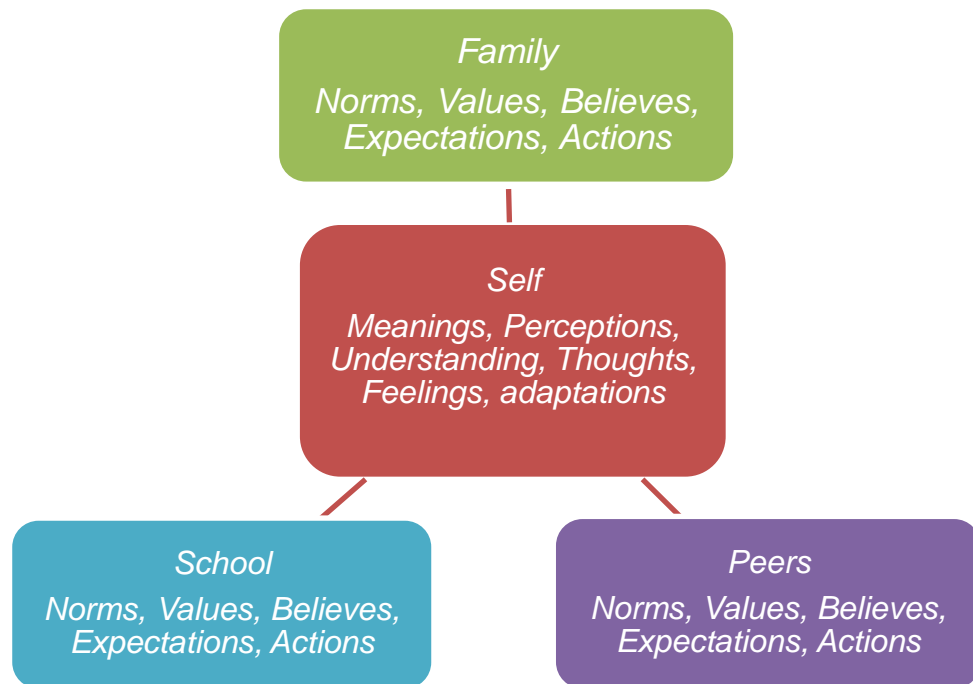 Family
Norms, Values, Believes,
Expectations, Actions
Self
Meanings, Perceptions,
Understanding, Thoughts,
Feelings, adaptations
School
Norms, Values, Believes,
Expectations, Actions
Peers
Norms, Values, Believes,
Expectations, Actions